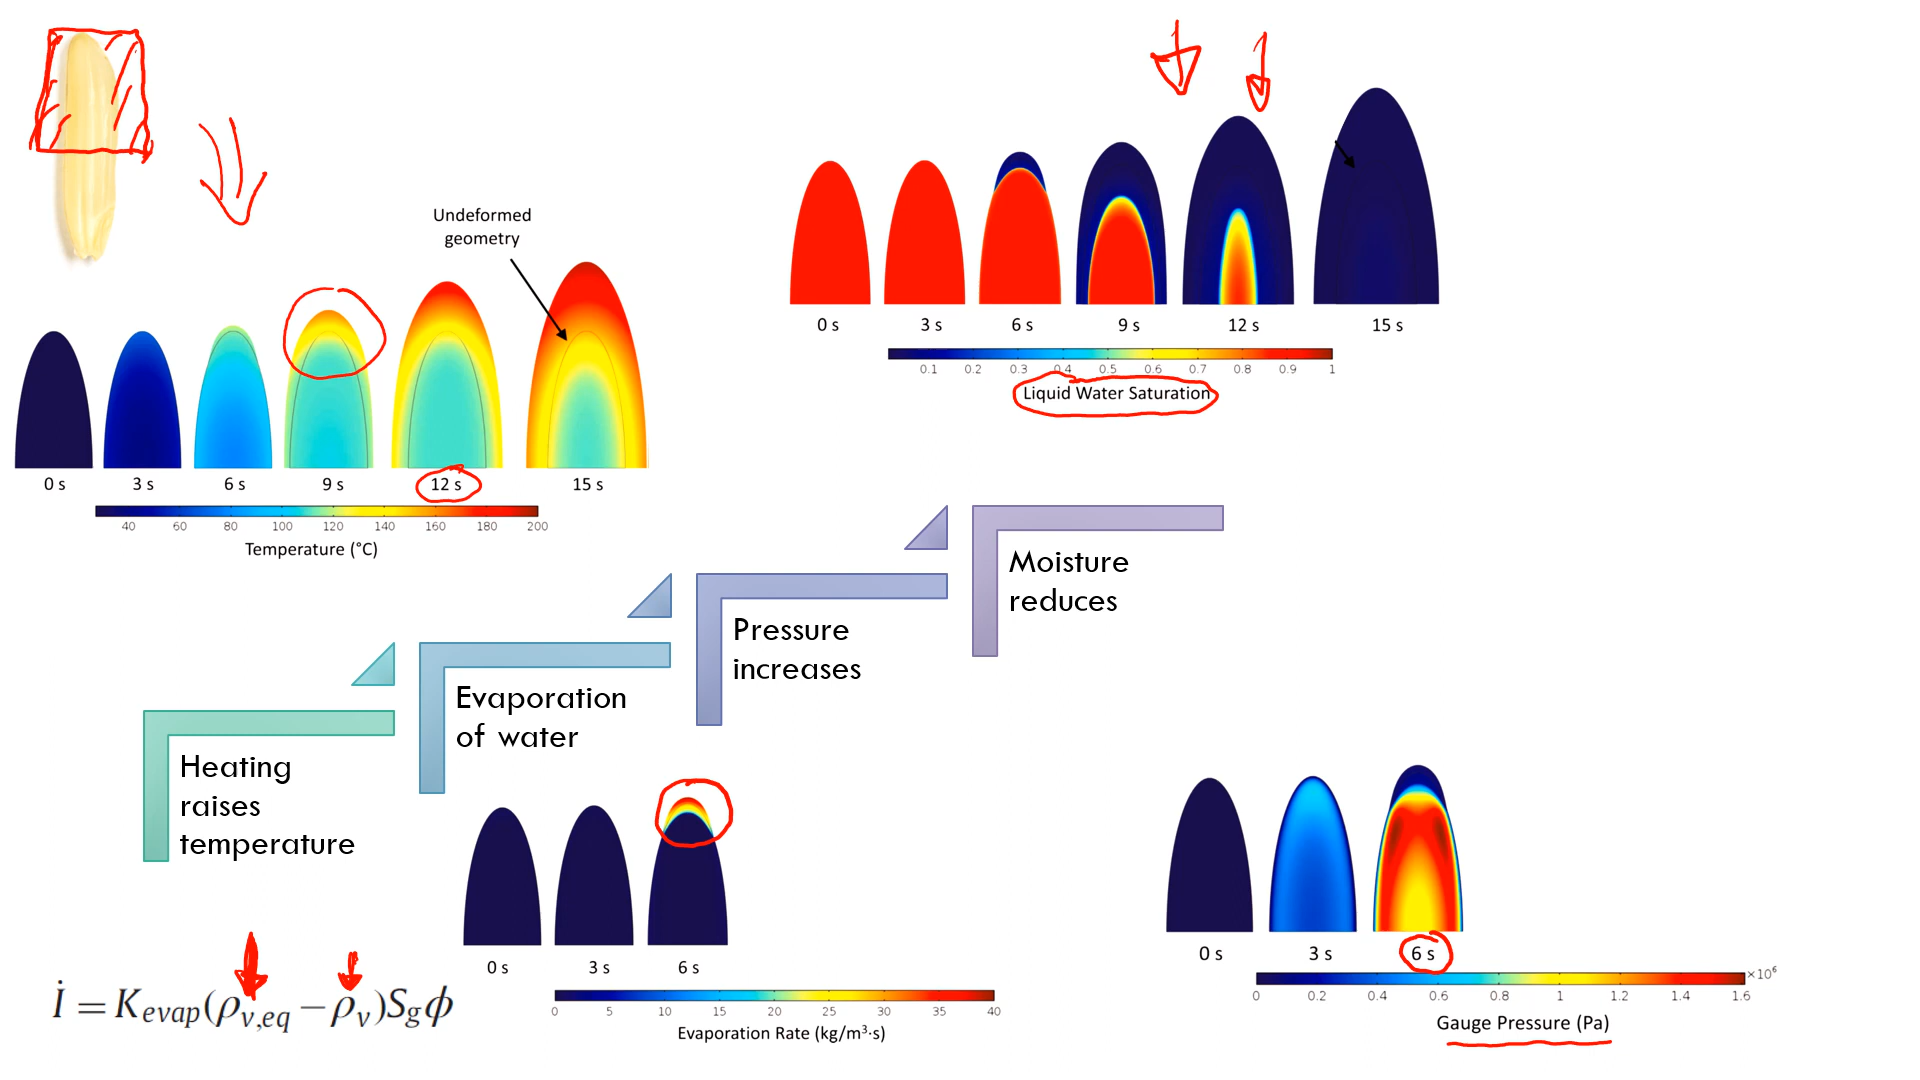 Undeformed
geometry
0 s 3 s 6 s 9 s 12 s 15 s
40 60 80 100 120 140 160 180 200
Temperature (°C)
0 s 3 s 6 s 9 s 12 s 15 s
0.1 0.2 0.3 0.4 0.5 0.6 0.7 0.8 0.9 1
Liquid Water Saturation
Moisture
reduces
Pressure
increases
Evaporation
of water
Heating
raises
temperature
0 s 3 s 6 s
0 5 10 15 20 25 30 35 40
Evaporation Rate (kg/m³·s)
0 s 3 s 6 s
×10⁶
0 0.2 0.4 0.6 0.8 1 1.2 1.4 1.6
Gauge Pressure (Pa)
İ = K_evap(ρ_v,eq − ρ_v)S_gϕ